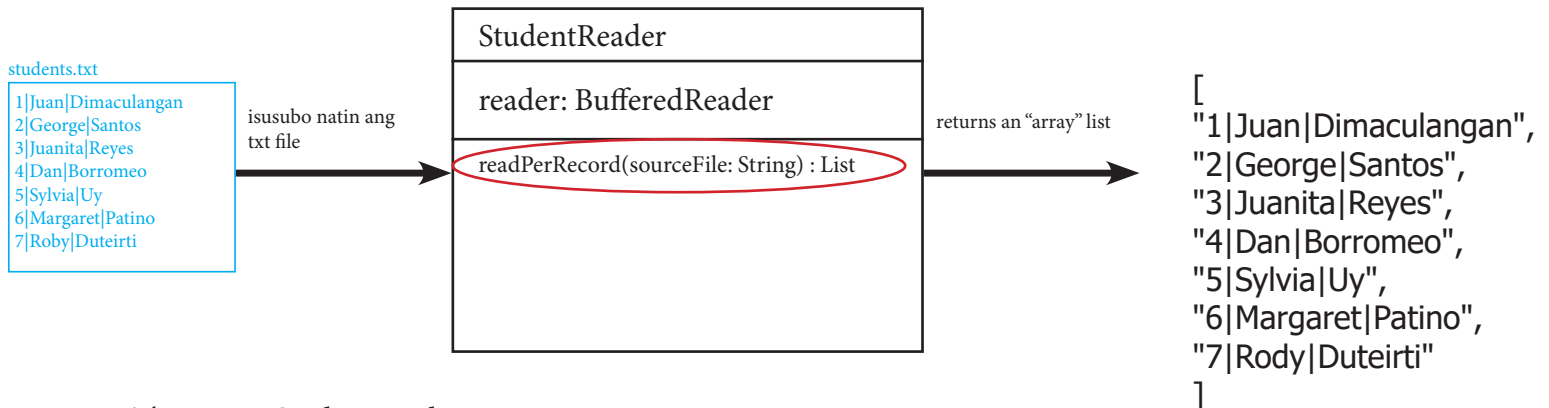 students.txt
1|Juan|Dimaculangan
2|George|Santos
3|Juanita|Reyes
4|Dan|Borromeo
5|Sylvia|Uy
6|Margaret|Patino
7|Roby|Duteirti
isusubo natin ang
txt file
StudentReader
reader: BufferedReader
readPerRecord(sourceFile: String) : List
returns an “array” list
[
"1|Juan|Dimaculangan",
"2|George|Santos",
"3|Juanita|Reyes",
"4|Dan|Borromeo",
"5|Sylvia|Uy",
"6|Margaret|Patino",
"7|Rody|Duteirti"
]